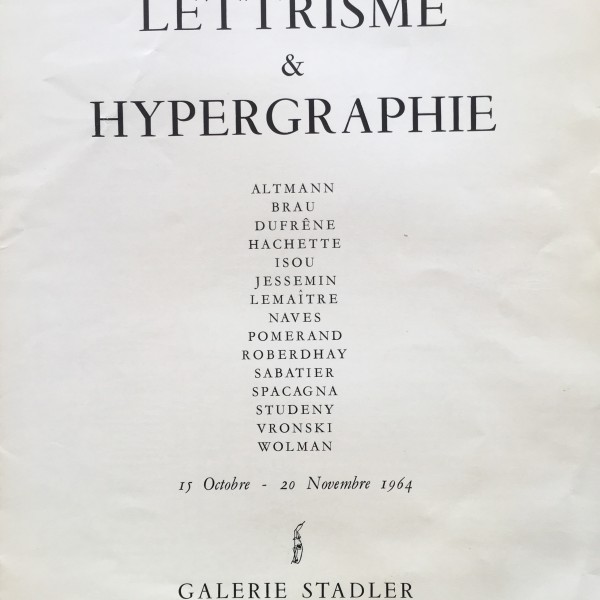 LETTRISME
&
HYPERGRAPHIE
ALTMANN
BRAU
DUFRÊNE
HACHETTE
ISOU
JESSEMIN
LEMAÎTRE
NAVES
POMERAND
ROBERDHAY
SABATIER
SPACAGNA
STUDENY
VRONSKI
WOLMAN
15 Octobre - 20 Novembre 1964
GALERIE STADLER